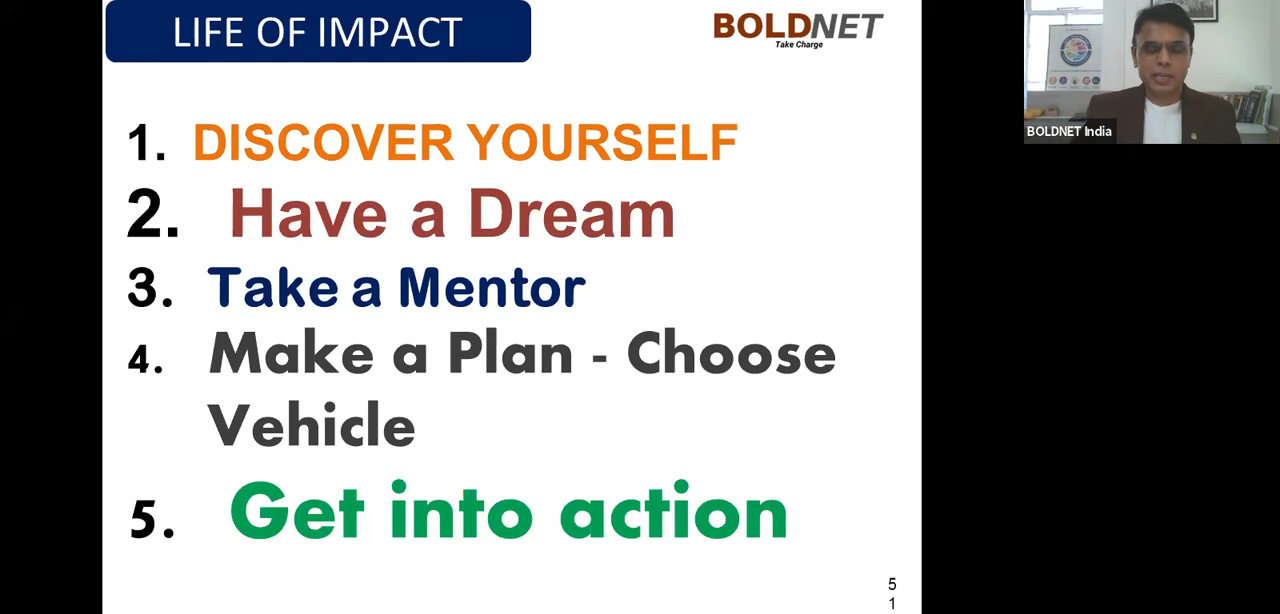 LIFE OF IMPACT
BOLDNET
Take Charge
BOLDNET India
1. DISCOVER YOURSELF
2. Have a Dream
3. Take a Mentor
4. Make a Plan - Choose
Vehicle
5. Get into action
5
1